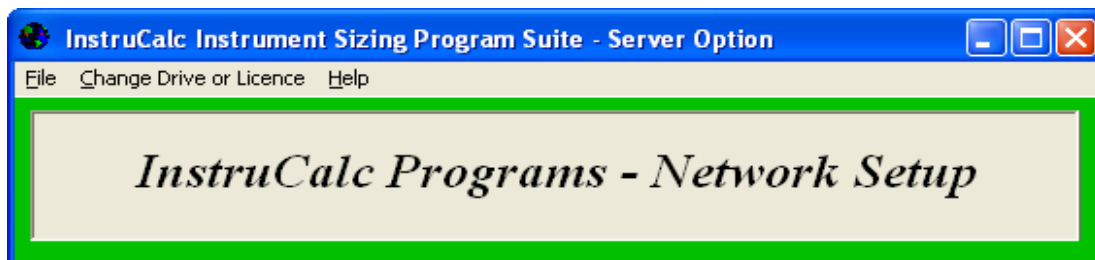 InstruCalc Instrument Sizing Program Suite - Server Option
File Change Drive or Licence Help
InstruCalc Programs - Network Setup